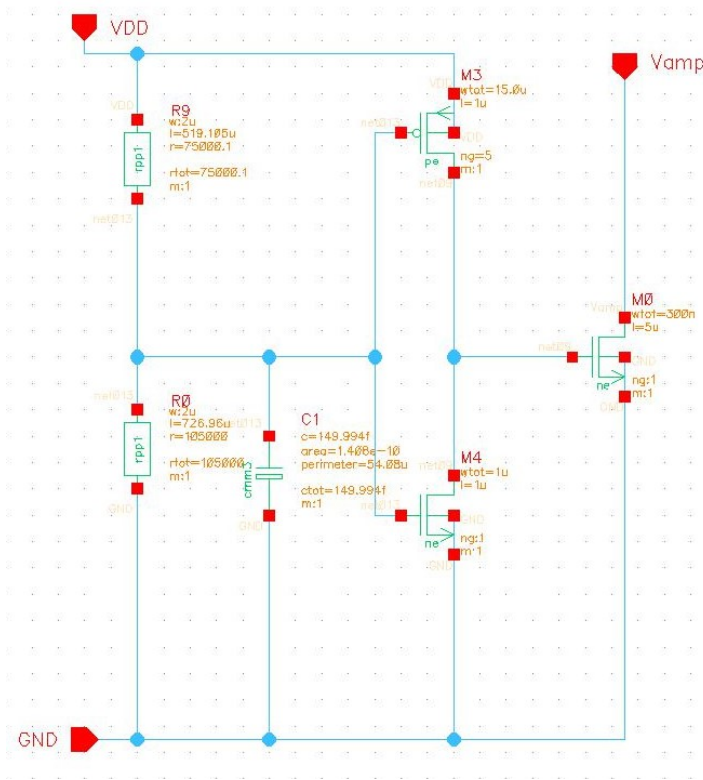 VDD
Vamp
M3
wtot=15.0u
l=1u
VDD
VDD
net013
VDD
ng=5
m:1
pe
net09
R9
w:2u
l=519.105u
r=75000.1
rtot=75000.1
m:1
rpp1
net013
M0
wtot=300n
l=5u
Vamp
net09
GND
ng:1
m:1
ne
GND
net013
R0
w:2u
l=726.96u
r=105000
rtot=105000
m:1
rpp1
GND
C1
c=149.994f
area=1.408e-10
perimeter=54.08u
ctot=149.994f
m:1
cmm3
GND
M4
wtot=1u
l=1u
net013
GND
ng:1
m:1
ne
GND
GND